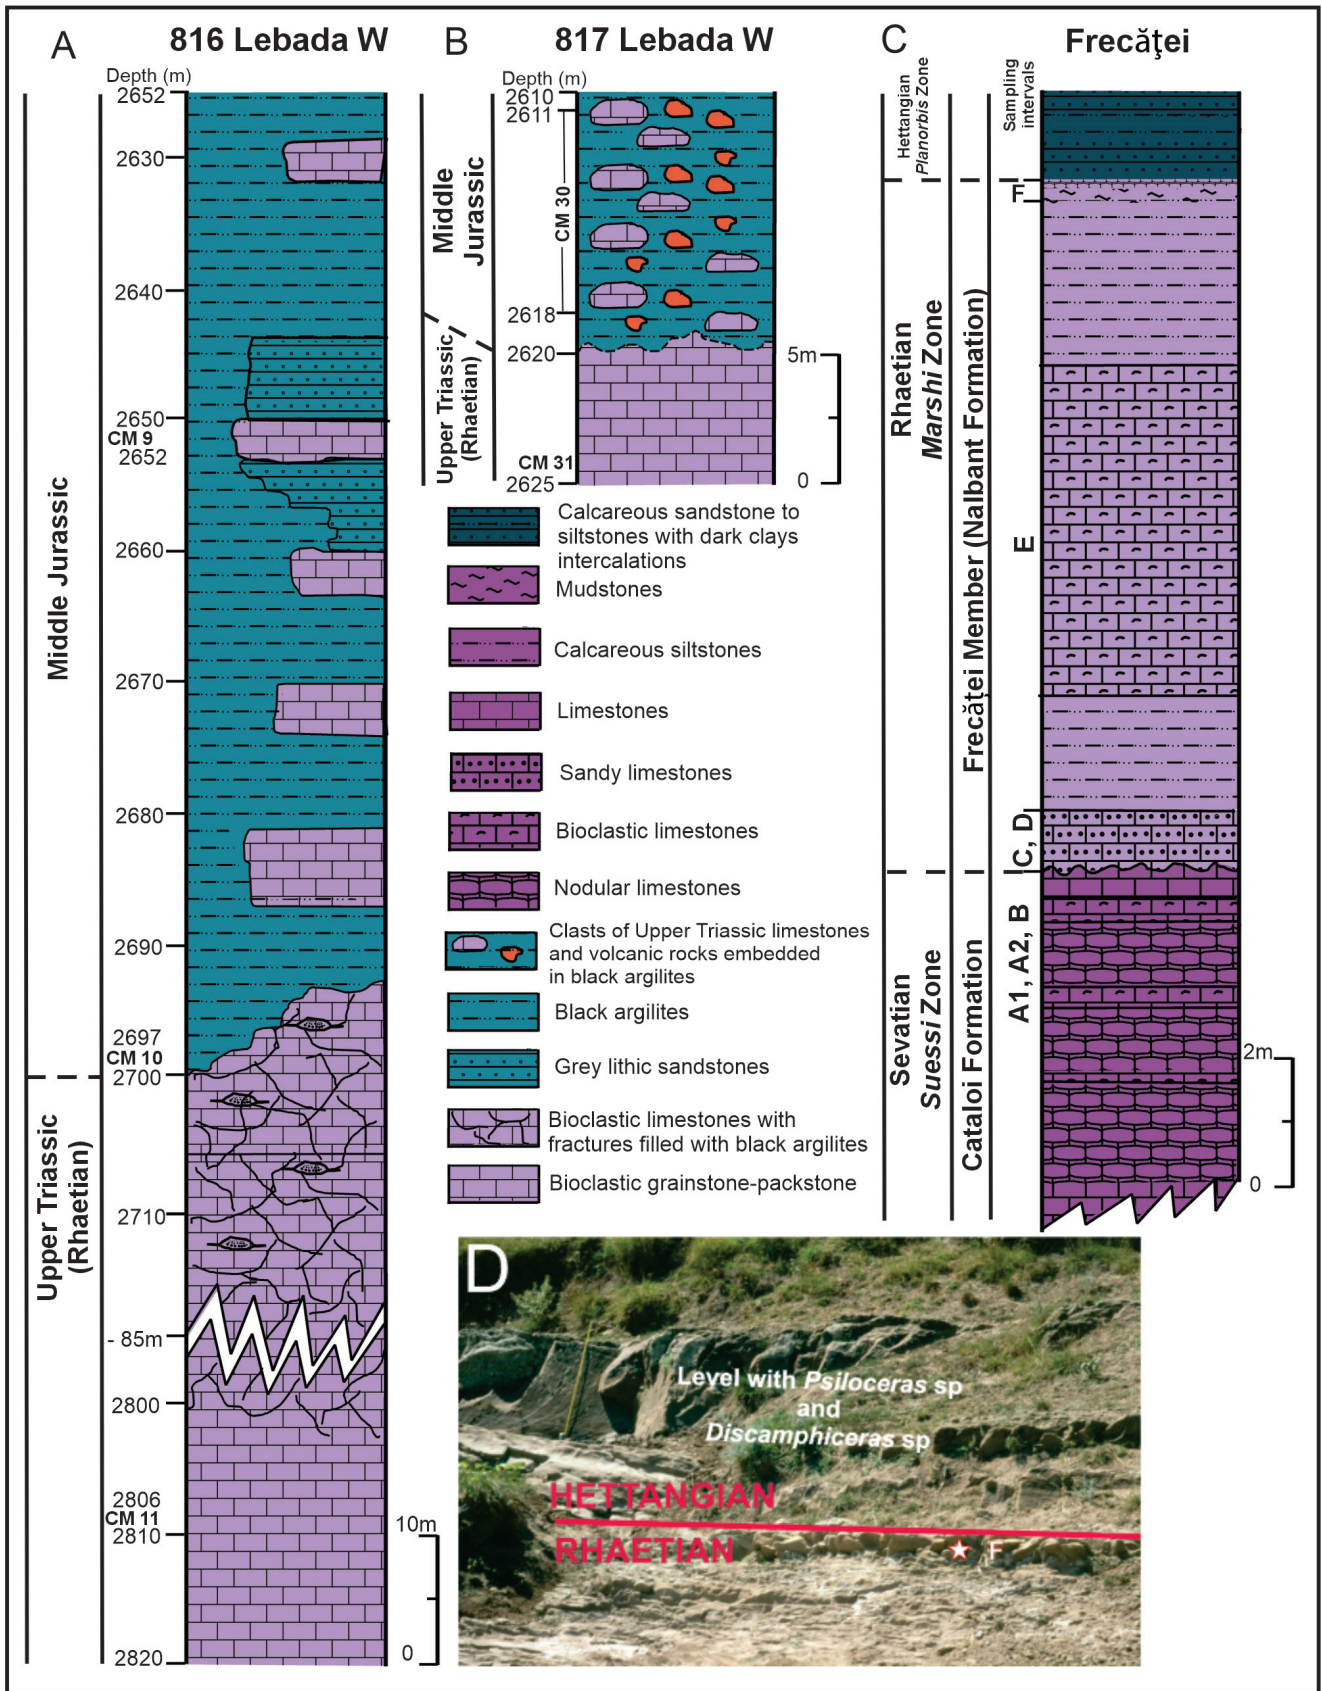 A
816 Lebada W
Depth (m)
2652
2630
2640
2650
CM 9
2652
2660
2670
2680
2690
2697
CM 10
2700
2710
- 85m
2800
2806
CM 11
2810
2820
Middle Jurassic
Upper Triassic
(Rhaetian)
10m
0
B
817 Lebada W
Depth (m)
2610
2611
CM 30
2618
2620
CM 31
2625
Middle
Jurassic
Upper Triassic
(Rhaetian)
5m
0
Calcareous sandstone to
siltstones with dark clays
intercalations
Mudstones
Calcareous siltstones
Limestones
Sandy limestones
Bioclastic limestones
Nodular limestones
Clasts of Upper Triassic limestones
and volcanic rocks embedded
in black argilites
Black argilites
Grey lithic sandstones
Bioclastic limestones with
fractures filled with black argilites
Bioclastic grainstone-packstone
C
Frecăţei
Hettangian
Planorbis Zone
Sampling
intervals
F
Rhaetian
Marshi Zone
Frecăţei Member (Nalbant Formation)
E
C, D
A1, A2, B
Sevatian
Suessi Zone
Cataloi Formation
2m
0
D
Level with Psiloceras sp
and
Discamphiceras sp
HETTANGIAN
RHAETIAN
F